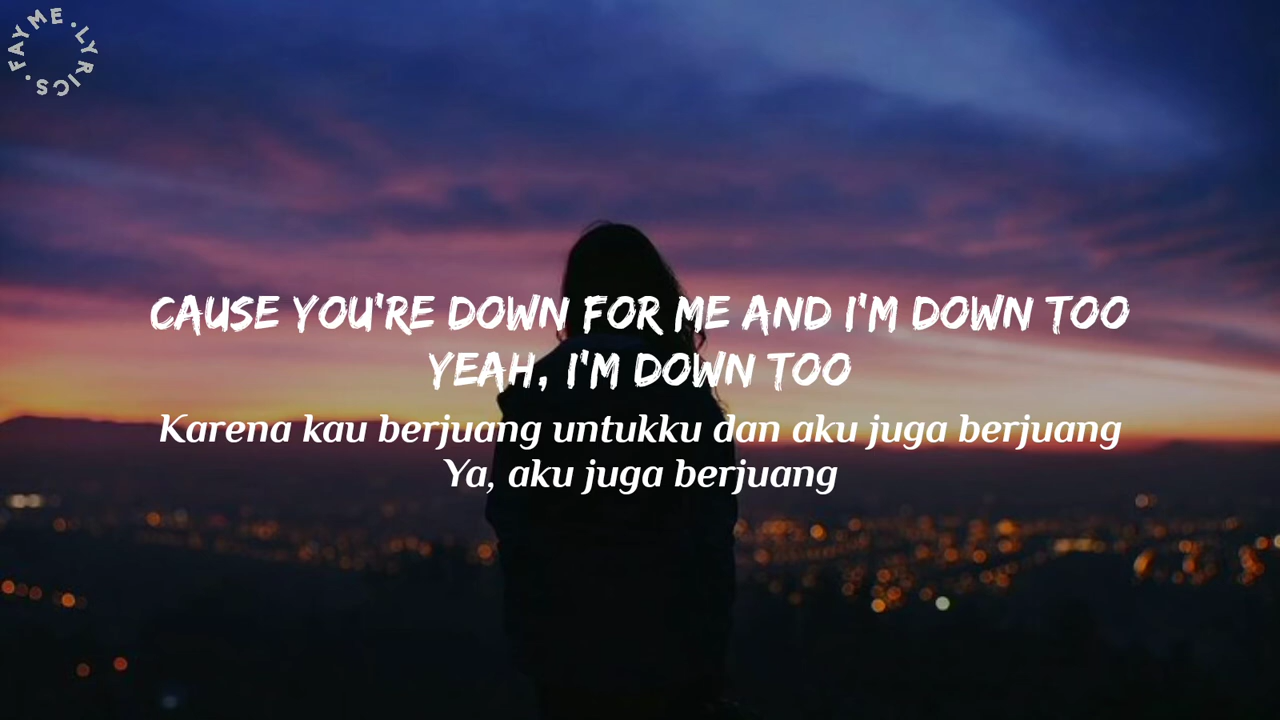 FAYME.LYRICS.
CAUSE YOU'RE DOWN FOR ME AND I'M DOWN TOO
YEAH, I'M DOWN TOO
Karena kau berjuang untukku dan aku juga berjuang
Ya, aku juga berjuang